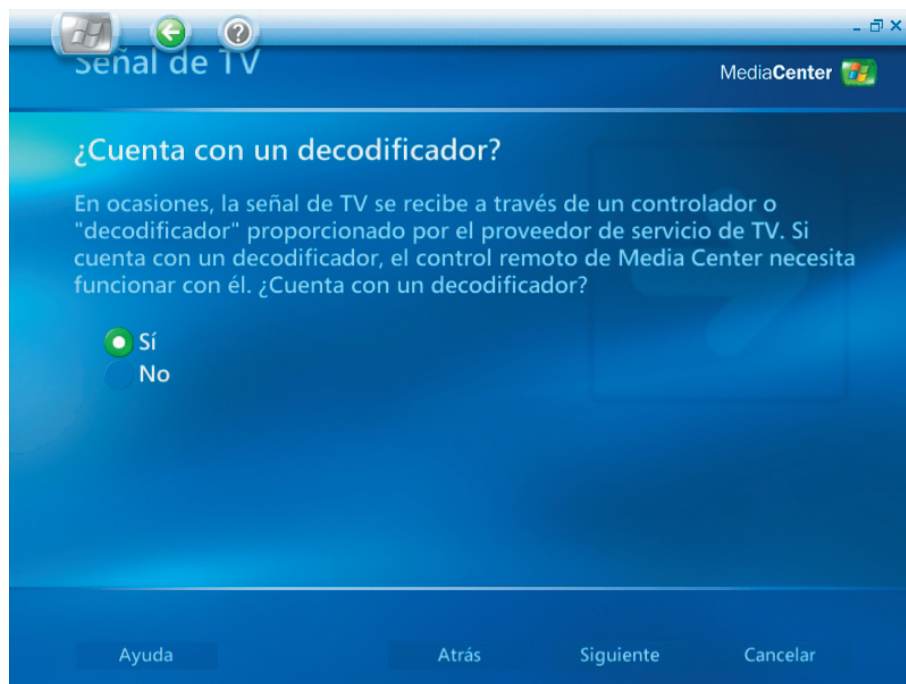 Señal de TV
MediaCenter
¿Cuenta con un decodificador?
En ocasiones, la señal de TV se recibe a través de un controlador o
"decodificador" proporcionado por el proveedor de servicio de TV. Si
cuenta con un decodificador, el control remoto de Media Center necesita
funcionar con él. ¿Cuenta con un decodificador?
Sí
No
Ayuda Atrás Siguiente Cancelar